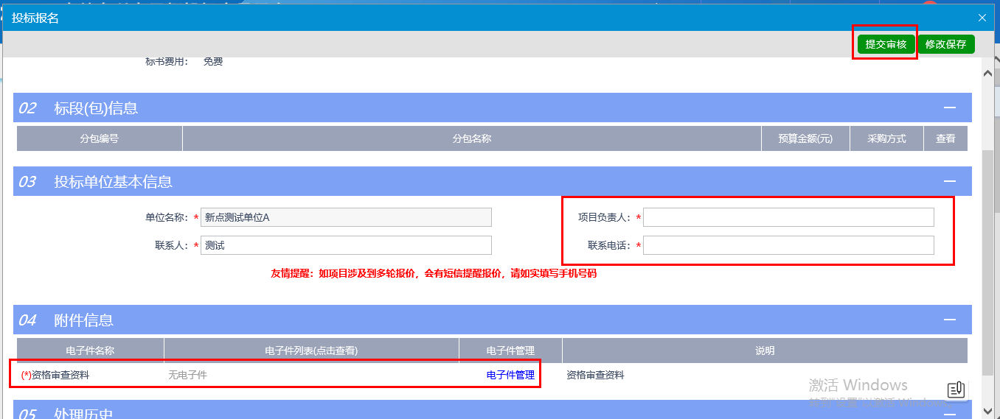 投标报名
提交审核 修改保存
标书费用： 免费
02 标段(包)信息
分包编号 分包名称 预算金额(元) 采购方式 查看
03 投标单位基本信息
单位名称：* 新点测试单位A 项目负责人：*
联系人：* 测试 联系电话：*
友情提醒：如项目涉及到多轮报价，会有短信提醒报价，请如实填写手机号码
04 附件信息
电子件名称 电子件列表(点击查看) 电子件管理 说明
(*)资格审查资料 无电子件 电子件管理 资格审查资料
激活 Windows
转到"设置"以激活 Windows。
05 处理历史